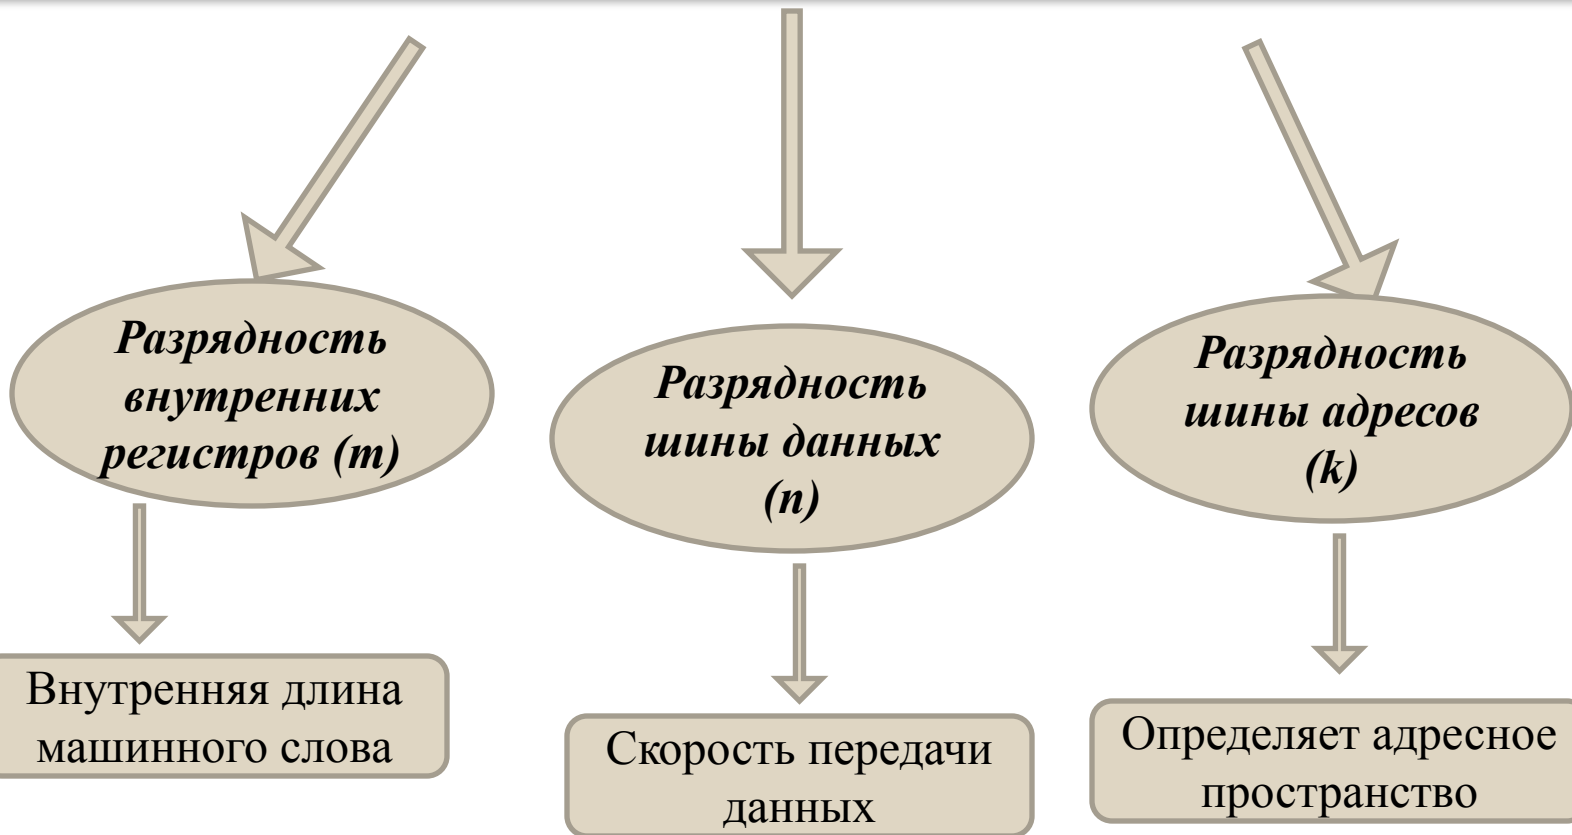 Разрядность
внутренних
регистров (m)
Разрядность
шины данных
(n)
Разрядность
шины адресов
(k)
Внутренняя длина
машинного слова
Скорость передачи
данных
Определяет адресное
пространство